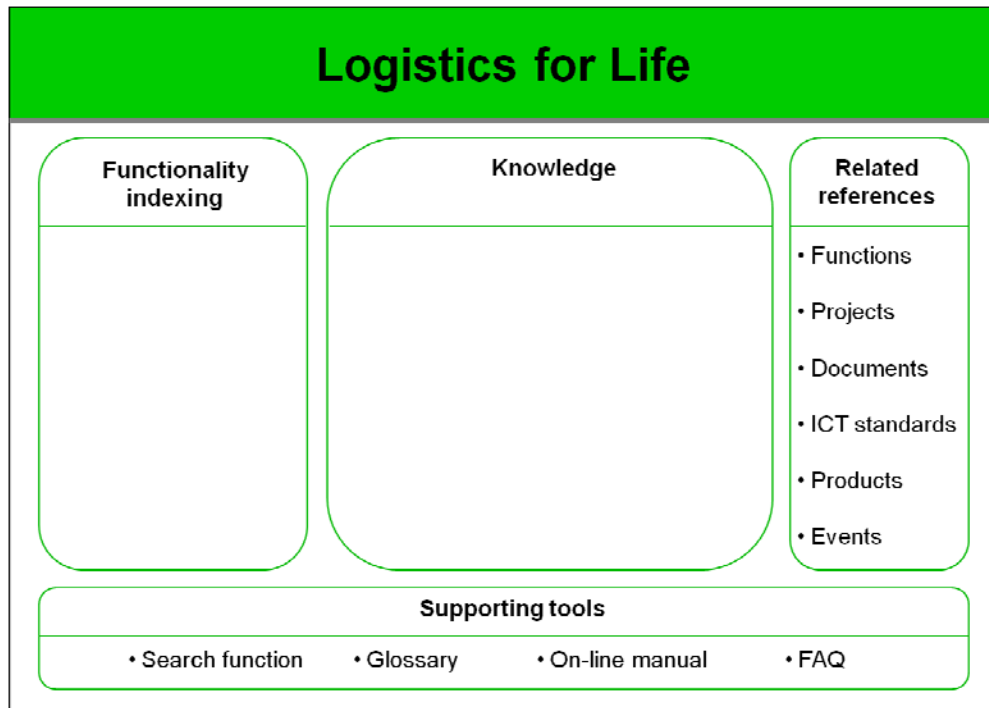 Logistics for Life
Functionality
indexing
Knowledge
Related
references
• Functions
• Projects
• Documents
• ICT standards
• Products
• Events
Supporting tools
• Search function • Glossary • On-line manual • FAQ